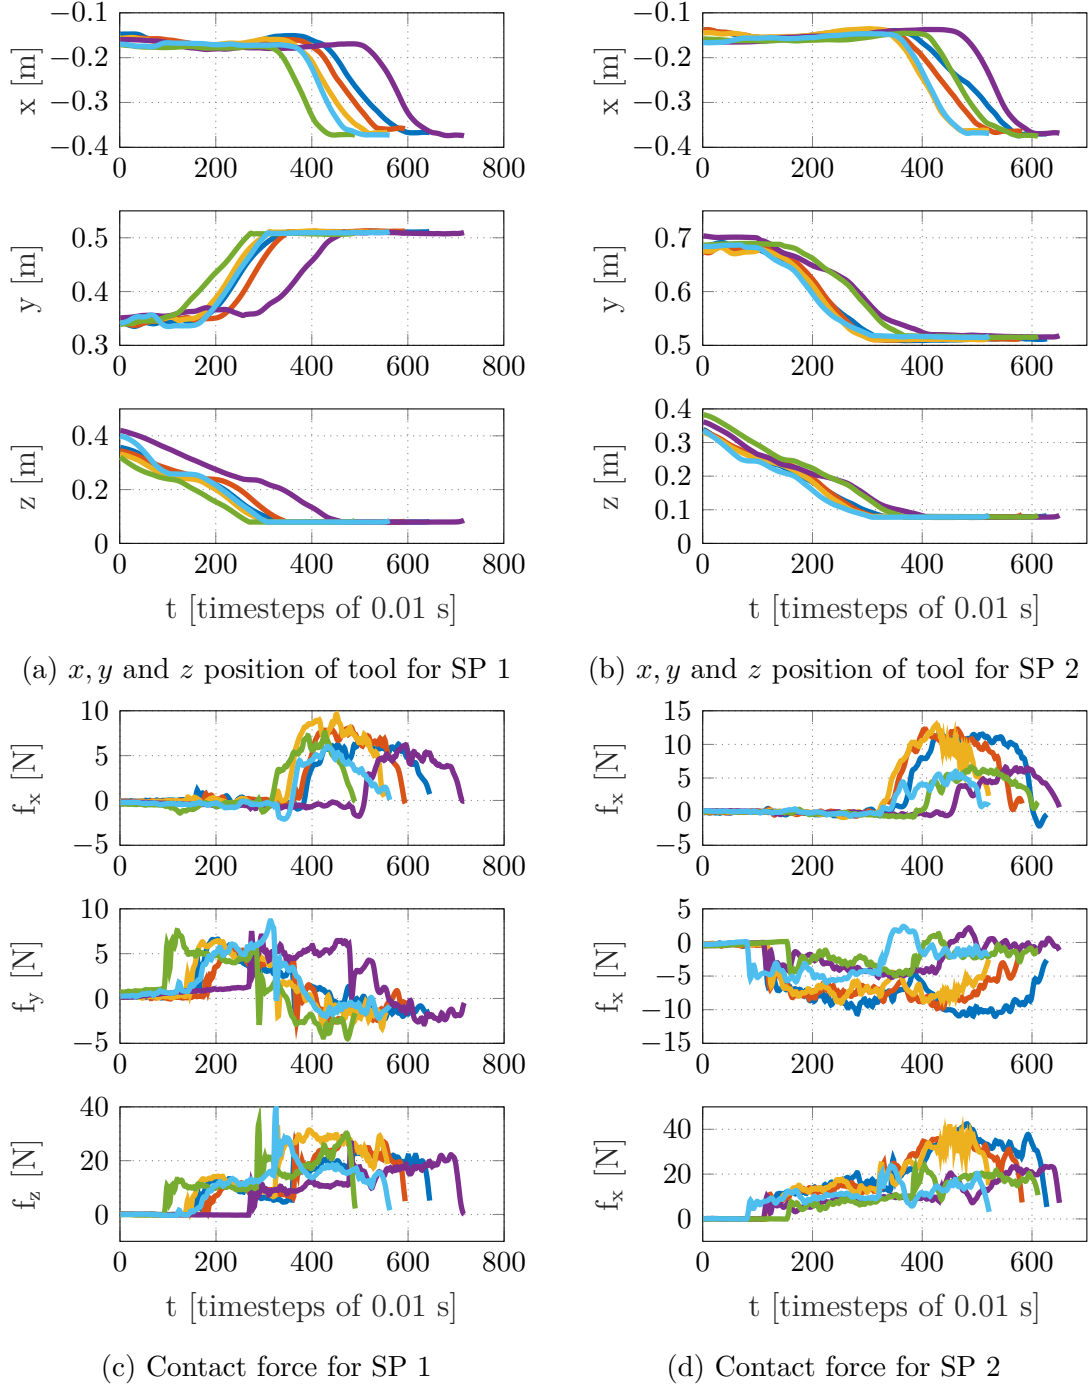 −0.1
−0.2
−0.3
−0.4
x [m]
0 200 400 600 800
0.5
0.4
0.3
y [m]
0 200 400 600 800
0.4
0.2
0
z [m]
0 200 400 600 800
t [timesteps of 0.01 s]
(a) x, y and z position of tool for SP 1
−0.1
−0.2
−0.3
−0.4
x [m]
0 200 400 600
0.7
0.6
0.5
y [m]
0 200 400 600
0.4
0.3
0.2
0.1
0
z [m]
0 200 400 600
t [timesteps of 0.01 s]
(b) x, y and z position of tool for SP 2
10
5
0
−5
f_x [N]
0 200 400 600 800
10
5
0
−5
f_y [N]
0 200 400 600 800
40
20
0
f_z [N]
0 200 400 600 800
t [timesteps of 0.01 s]
(c) Contact force for SP 1
15
10
5
0
−5
f_x [N]
0 200 400 600
5
0
−5
−10
−15
f_x [N]
0 200 400 600
40
20
0
f_x [N]
0 200 400 600
t [timesteps of 0.01 s]
(d) Contact force for SP 2